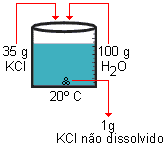 35 g
KCl
100 g
H₂O
20º C
1g
KCl não dissolvido